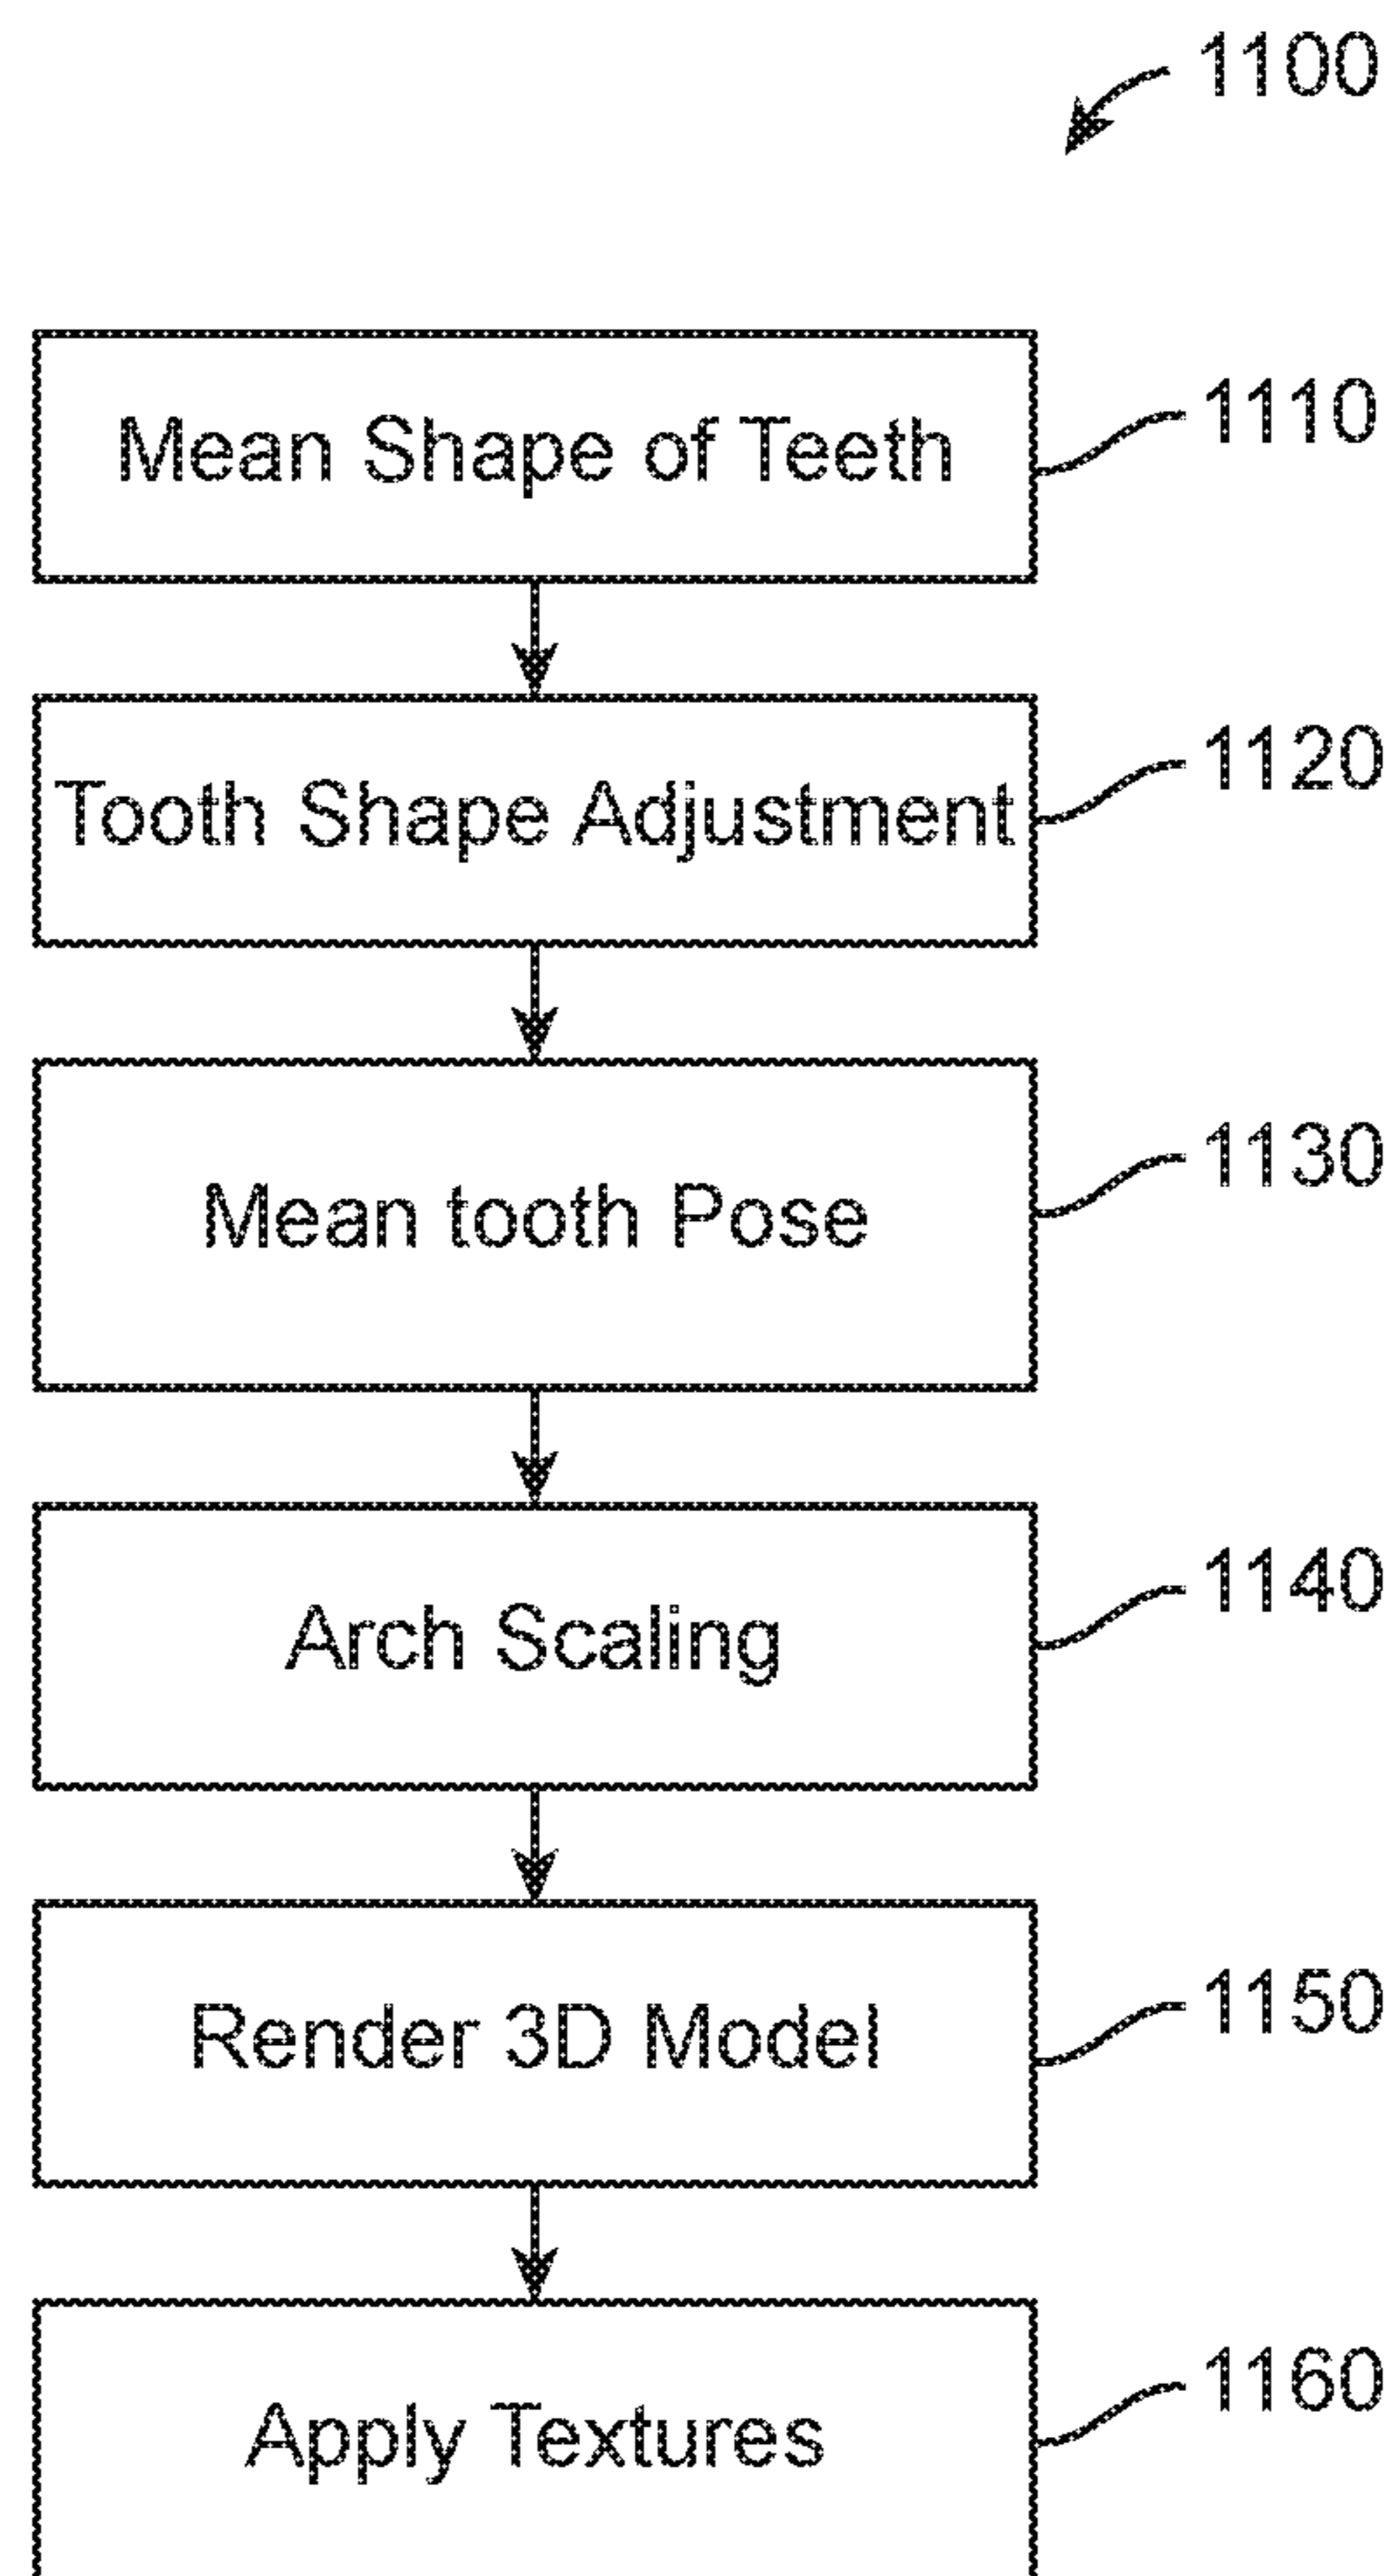 1100
Mean Shape of Teeth
1110
Tooth Shape Adjustment
1120
Mean tooth Pose
1130
Arch Scaling
1140
Render 3D Model
1150
Apply Textures
1160